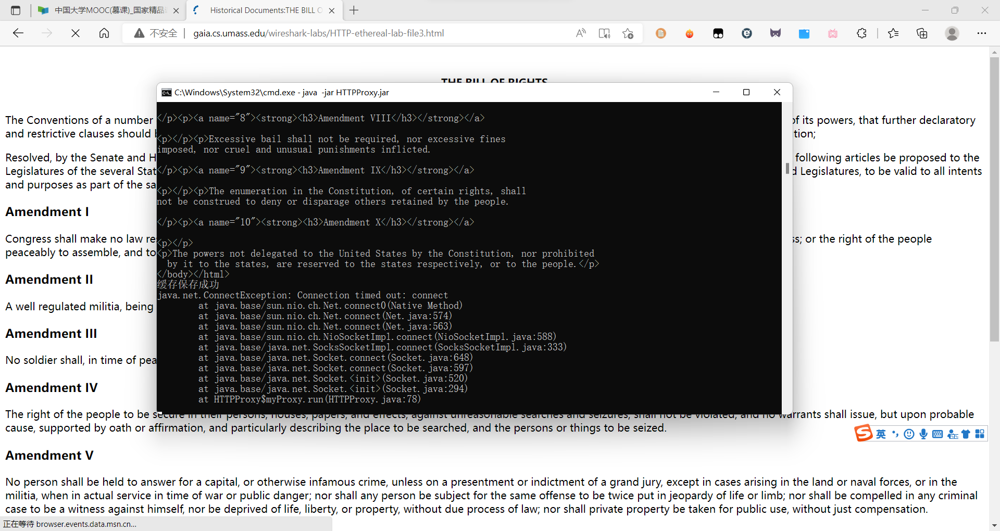 中国大学MOOC(慕课)_国家精品
Historical Documents:THE BILL O
不安全
gaia.cs.umass.edu/wireshark-labs/HTTP-ethereal-lab-file3.html
THE BILL OF RIGHTS
The Conventions of a number
of its powers, that further declaratory
and restrictive clauses should
tion;
Resolved, by the Senate and H
following articles be proposed to the
Legislatures of the several Stat
d Legislatures, to be valid to all intents
and purposes as part of the sa
Amendment I
Congress shall make no law re
ss; or the right of the people
peaceably to assemble, and to
Amendment II
A well regulated militia, being
Amendment III
No soldier shall, in time of pea
Amendment IV
The right of the people to be secure in their persons, houses, papers, and effects, against unreasonable searches and seizures, shall not be violated, and no warrants shall issue, but upon probable
cause, supported by oath or affirmation, and particularly describing the place to be searched, and the persons or things to be seized.
Amendment V
No person shall be held to answer for a capital, or otherwise infamous crime, unless on a presentment or indictment of a grand jury, except in cases arising in the land or naval forces, or in the
militia, when in actual service in time of war or public danger; nor shall any person be subject for the same offense to be twice put in jeopardy of life or limb; nor shall be compelled in any criminal
case to be a witness against himself, nor be deprived of life, liberty, or property, without due process of law; nor shall private property be taken for public use, without just compensation.
C:\Windows\System32\cmd.exe - java  -jar HTTPProxy.jar
</p><p><a name="8"><strong><h3>Amendment VIII</h3></strong></a>
<p></p><p>Excessive bail shall not be required, nor excessive fines
imposed, nor cruel and unusual punishments inflicted.
</p><p><a name="9"><strong><h3>Amendment IX</h3></strong></a>
<p></p><p>The enumeration in the Constitution, of certain rights, shall
not be construed to deny or disparage others retained by the people.
</p><p><a name="10"><strong><h3>Amendment X</h3></strong></a>
<p></p>
<p>The powers not delegated to the United States by the Constitution, nor prohibited
by it to the states, are reserved to the states respectively, or to the people.</p>
</body></html>
缓存保存成功
java.net.ConnectException: Connection timed out: connect
at java.base/sun.nio.ch.Net.connect0(Native Method)
at java.base/sun.nio.ch.Net.connect(Net.java:574)
at java.base/sun.nio.ch.Net.connect(Net.java:563)
at java.base/sun.nio.ch.NioSocketImpl.connect(NioSocketImpl.java:588)
at java.base/java.net.SocksSocketImpl.connect(SocksSocketImpl.java:333)
at java.base/java.net.Socket.connect(Socket.java:648)
at java.base/java.net.Socket.connect(Socket.java:597)
at java.base/java.net.Socket.<init>(Socket.java:520)
at java.base/java.net.Socket.<init>(Socket.java:294)
at HTTPProxy$myProxy.run(HTTPProxy.java:78)
英
正在等待 browser.events.data.msn.cn...